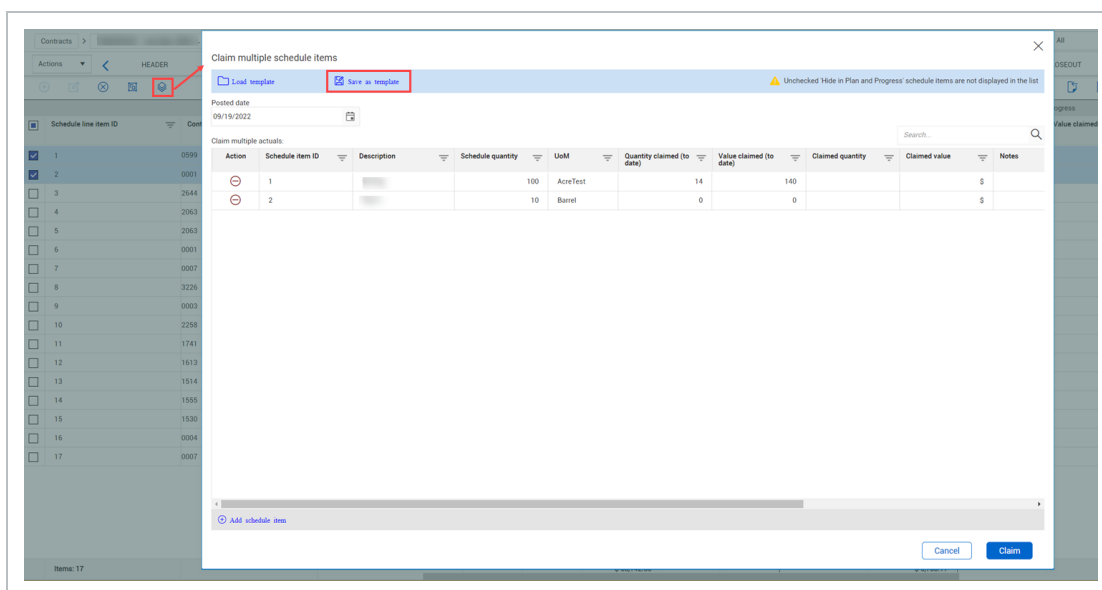 Contracts >
All
Actions ▼ < HEADER
OSEOUT
Claim multiple schedule items
Load template Save as template Unchecked 'Hide in Plan and Progress' schedule items are not displayed in the list
Posted date
09/19/2022
Claim multiple actuals:
Search...
Schedule line item ID Cont
ogress
Value claimed
Action Schedule item ID Description Schedule quantity UoM Quantity claimed (to date) Value claimed (to date) Claimed quantity Claimed value Notes
1 100 AcreTest 14 140 $
2 10 Barrel 0 0 $
1 0599
2 0001
3 2644
4 2063
5 2063
6 0001
7 0007
8 3226
9 0003
10 2258
11 1741
12 1613
13 1514
14 1555
15 1530
16 0004
17 0007
Add schedule item
Cancel Claim
Items: 17